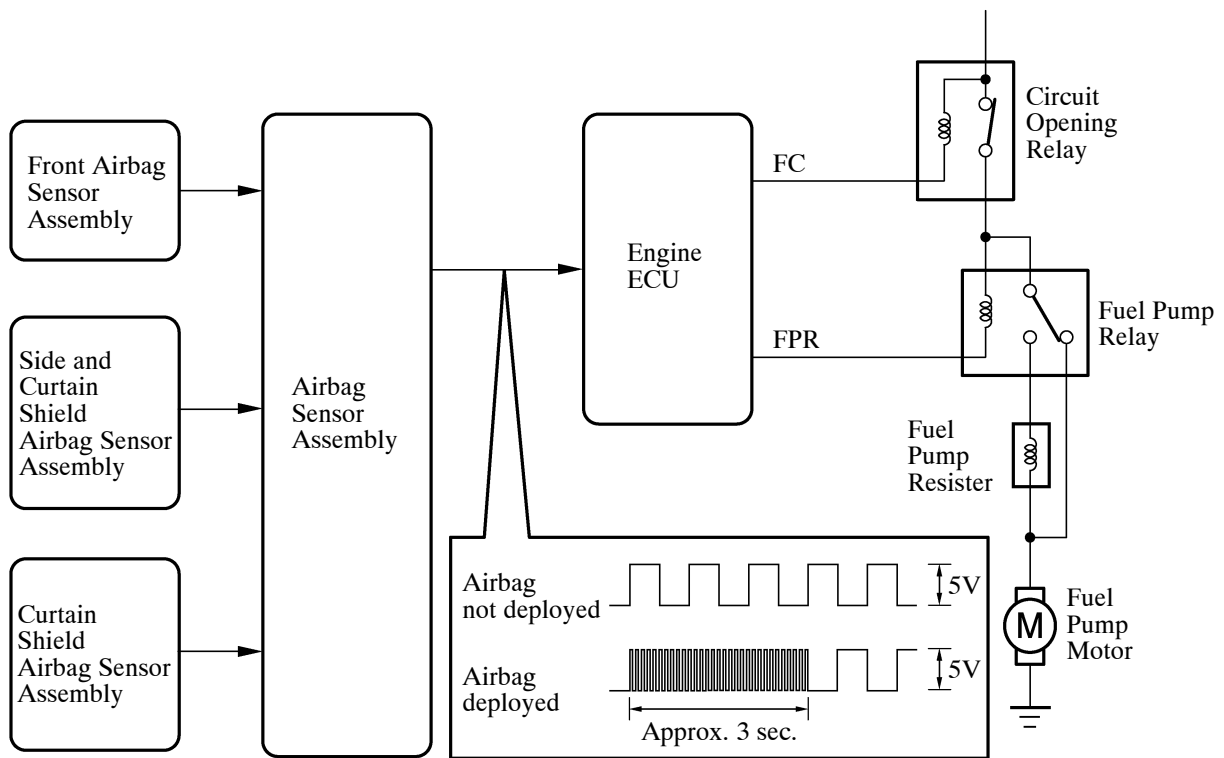 Front Airbag
Sensor
Assembly
Side and
Curtain
Shield
Airbag Sensor
Assembly
Curtain
Shield
Airbag Sensor
Assembly
Airbag
Sensor
Assembly
Engine
ECU
FC
FPR
Circuit
Opening
Relay
Fuel Pump
Relay
Fuel
Pump
Resister
Airbag
not deployed
5V
Airbag
deployed
5V
Approx. 3 sec.
M
Fuel
Pump
Motor